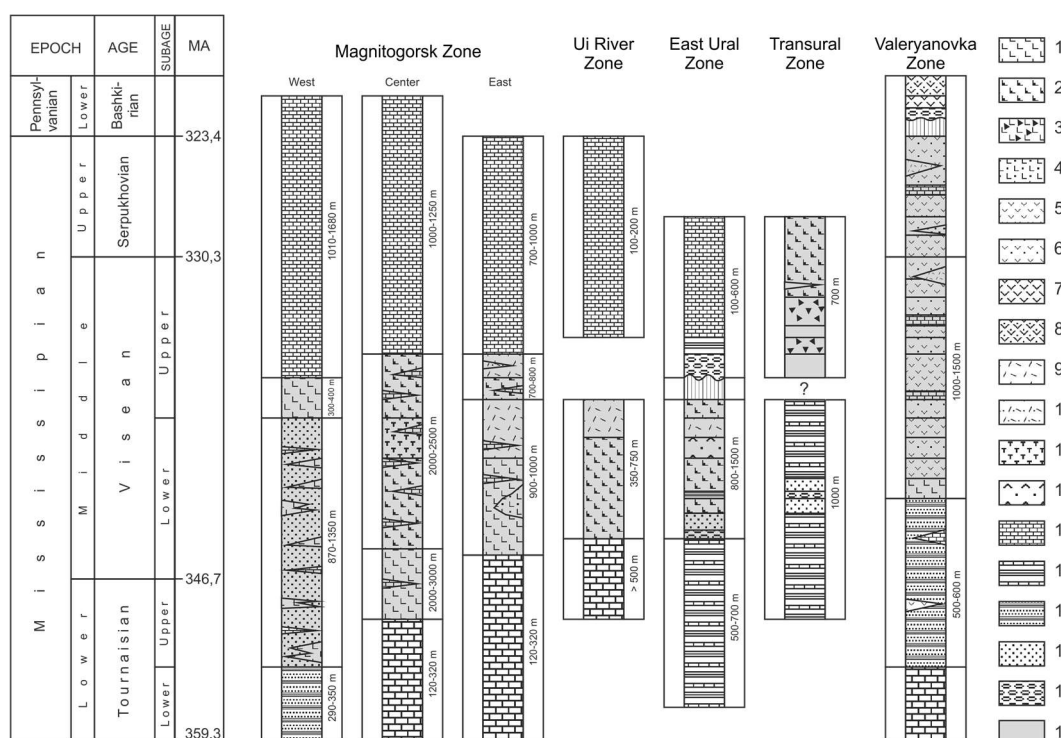 EPOCH
AGE
SUBAGE
MA
Pennsyl-
vanian
Lower
Bashki-
rian
323,4
Mississipian
Upper
Serpukhovian
330,3
Middle
Visean
Upper
Lower
346,7
Lower
Tournaisian
Upper
Lower
359,3
Magnitogorsk Zone
West
Center
East
1010-1680 m
300-400 m
870-1350 m
290-350 m
1000-1250 m
2000-2500 m
2000-3000 m
120-320 m
700-1000 m
700-800 m
900-1000 m
120-320 m
Ui River
Zone
100-200 m
350-750 m
> 500 m
East Ural
Zone
100-600 m
800-1500 m
500-700 m
Transural
Zone
700 m
?
1000 m
Valeryanovka
Zone
1000-1500 m
500-600 m
1
2
3
4
5
6
7
8
9
1
1
1
1
1
1
1
1
1